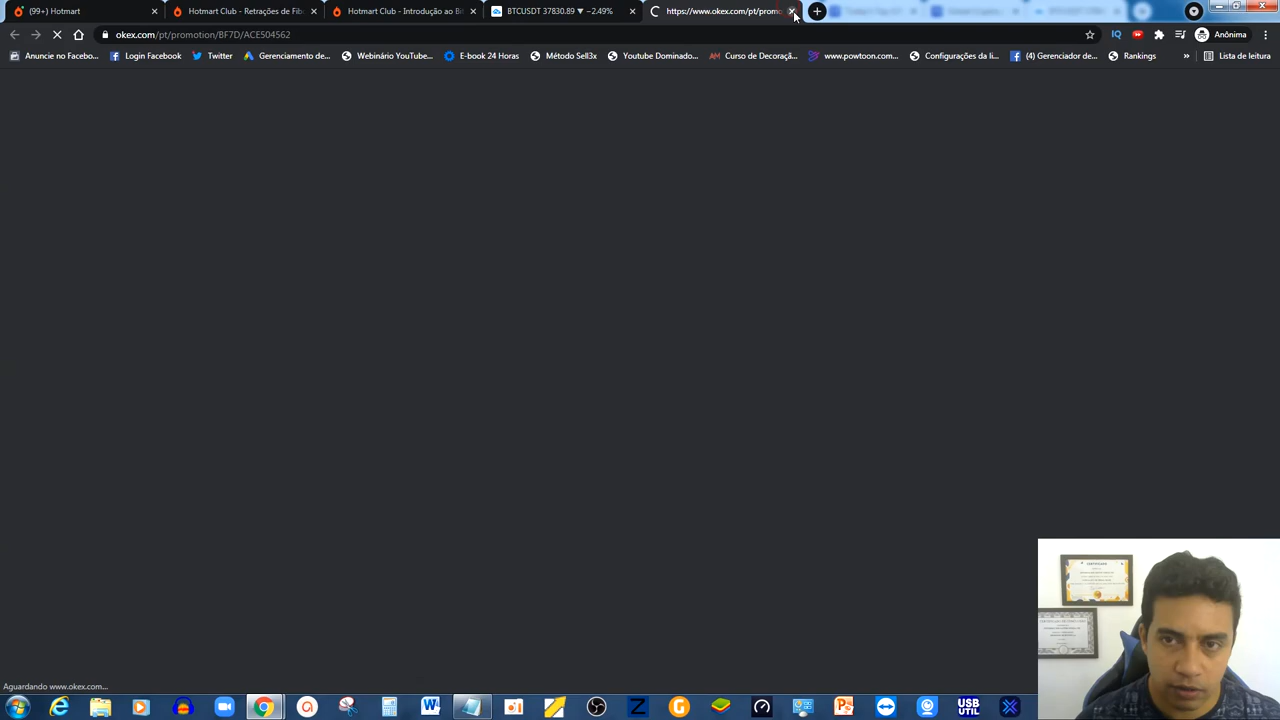 (99+) Hotmart
Hotmart Club - Retrações de Fib
Hotmart Club - Introdução ao
BTCUSDT 31830.89 ▼ −2.49%
https://www.okex.com/pt/prom
okex.com/pt/promotion/BF7D/ACE504562
Anônima
Anuncie no Facebo...
Login Facebook
Twitter
Gerenciamento de...
Webinário YouTube...
E-book 24 Horas
Método Sell3x
Youtube Dominado...
Curso de Decoraçã...
www.powtoon.com...
Configurações da li...
(4) Gerenciador de...
Rankings
»
Lista de leitura
CERTIFICADO
Aguardando www.okex.com...
USB
UTIL